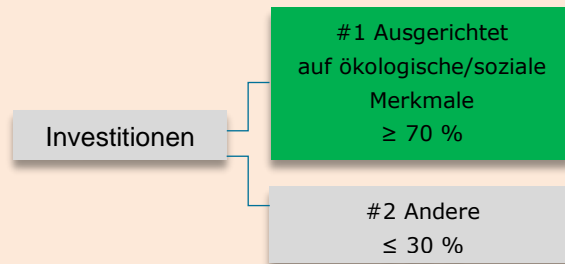 #1 Ausgerichtet
auf ökologische/soziale
Merkmale
≥ 70 %
Investitionen
#2 Andere
≤ 30 %